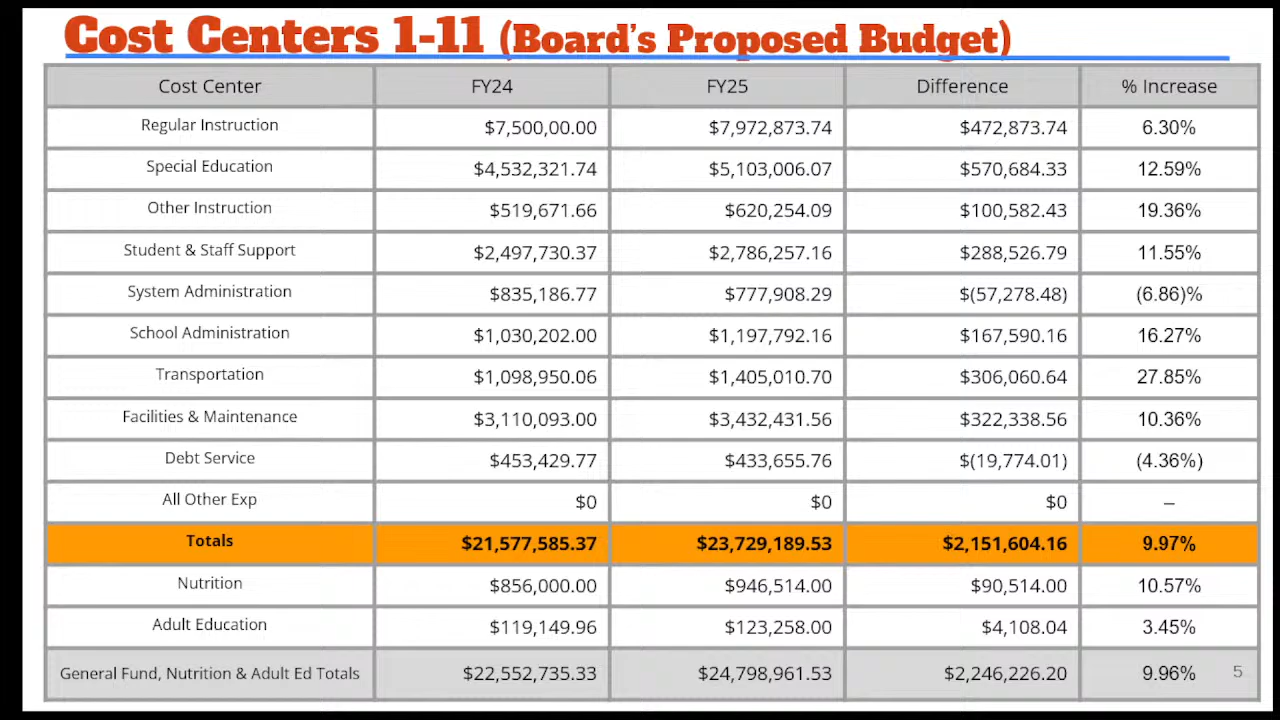 Cost Centers 1-11 (Board's Proposed Budget)
Cost Center FY24 FY25 Difference % Increase
Regular Instruction $7,500,00.00 $7,972,873.74 $472,873.74 6.30%
Special Education $4,532,321.74 $5,103,006.07 $570,684.33 12.59%
Other Instruction $519,671.66 $620,254.09 $100,582.43 19.36%
Student & Staff Support $2,497,730.37 $2,786,257.16 $288,526.79 11.55%
System Administration $835,186.77 $777,908.29 $(57,278.48) (6.86)%
School Administration $1,030,202.00 $1,197,792.16 $167,590.16 16.27%
Transportation $1,098,950.06 $1,405,010.70 $306,060.64 27.85%
Facilities & Maintenance $3,110,093.00 $3,432,431.56 $322,338.56 10.36%
Debt Service $453,429.77 $433,655.76 $(19,774.01) (4.36%)
All Other Exp $0 $0 $0 –
Totals $21,577,585.37 $23,729,189.53 $2,151,604.16 9.97%
Nutrition $856,000.00 $946,514.00 $90,514.00 10.57%
Adult Education $119,149.96 $123,258.00 $4,108.04 3.45%
General Fund, Nutrition & Adult Ed Totals $22,552,735.33 $24,798,961.53 $2,246,226.20 9.96% 5